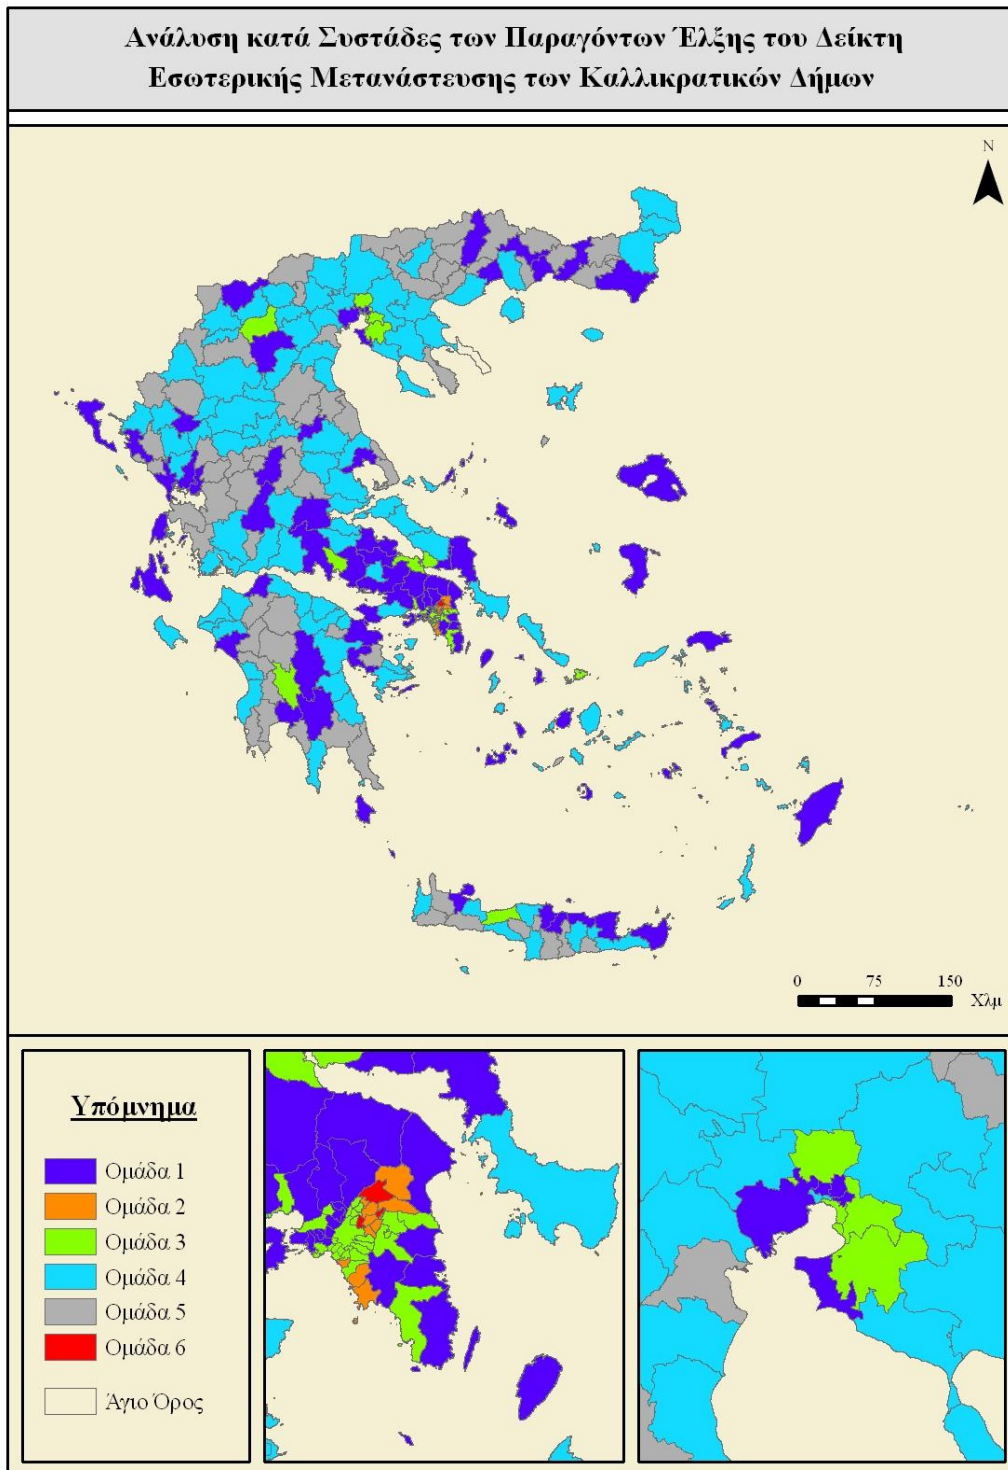 Ανάλυση κατά Συστάδες των Παραγόντων Έλξης του Δείκτη
Εσωτερικής Μετανάστευσης των Καλλικρατικών Δήμων
N
0 75 150
Χλμ
Υπόμνημα
Ομάδα 1
Ομάδα 2
Ομάδα 3
Ομάδα 4
Ομάδα 5
Ομάδα 6
Άγιο Όρος